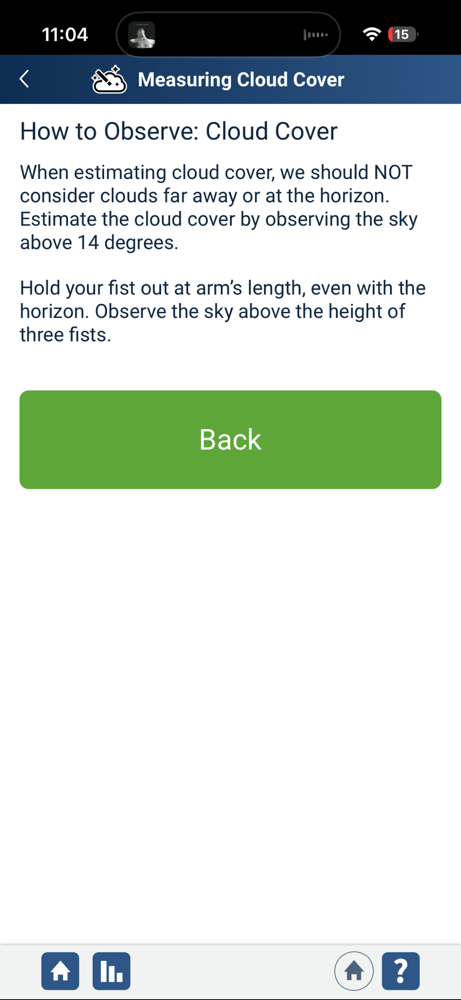 11:04
15
Measuring Cloud Cover
How to Observe: Cloud Cover
When estimating cloud cover, we should NOT
consider clouds far away or at the horizon.
Estimate the cloud cover by observing the sky
above 14 degrees.
Hold your fist out at arm's length, even with the
horizon. Observe the sky above the height of
three fists.
Back
?